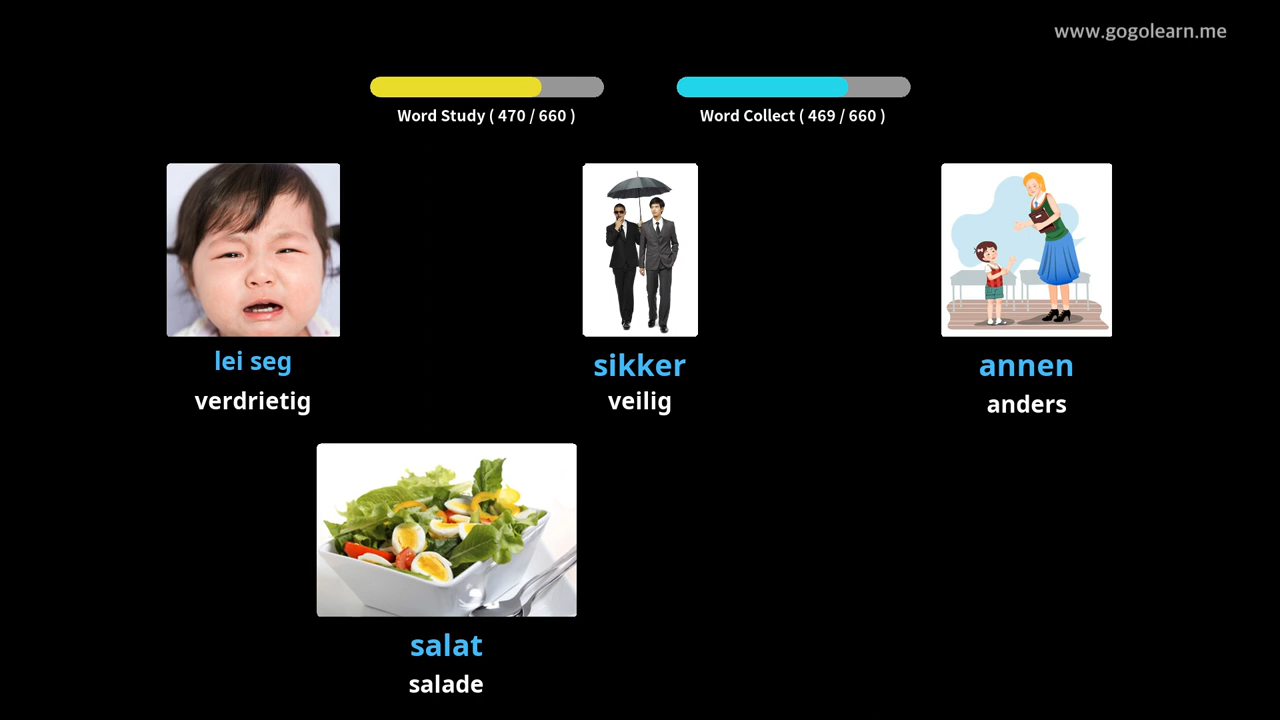 www.gogolearn.me
Word Study ( 470 / 660 )
Word Collect ( 469 / 660 )
lei seg
verdrietig
sikker
veilig
annen
anders
salat
salade